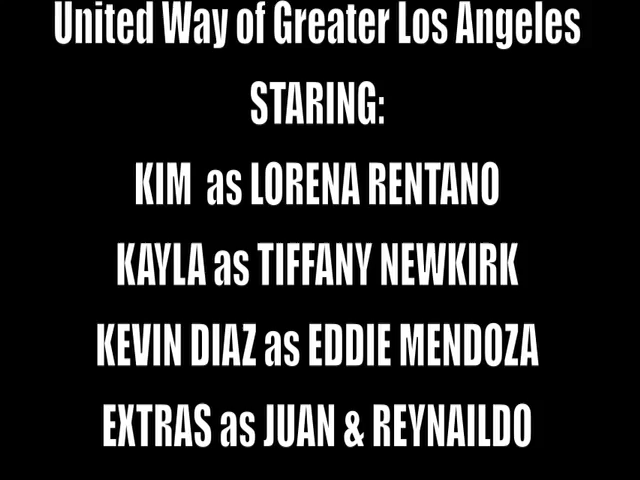 United Way of Greater Los Angeles
STARING:
KIM as LORENA RENTANO
KAYLA as TIFFANY NEWKIRK
KEVIN DIAZ as EDDIE MENDOZA
EXTRAS as JUAN & REYNAILDO